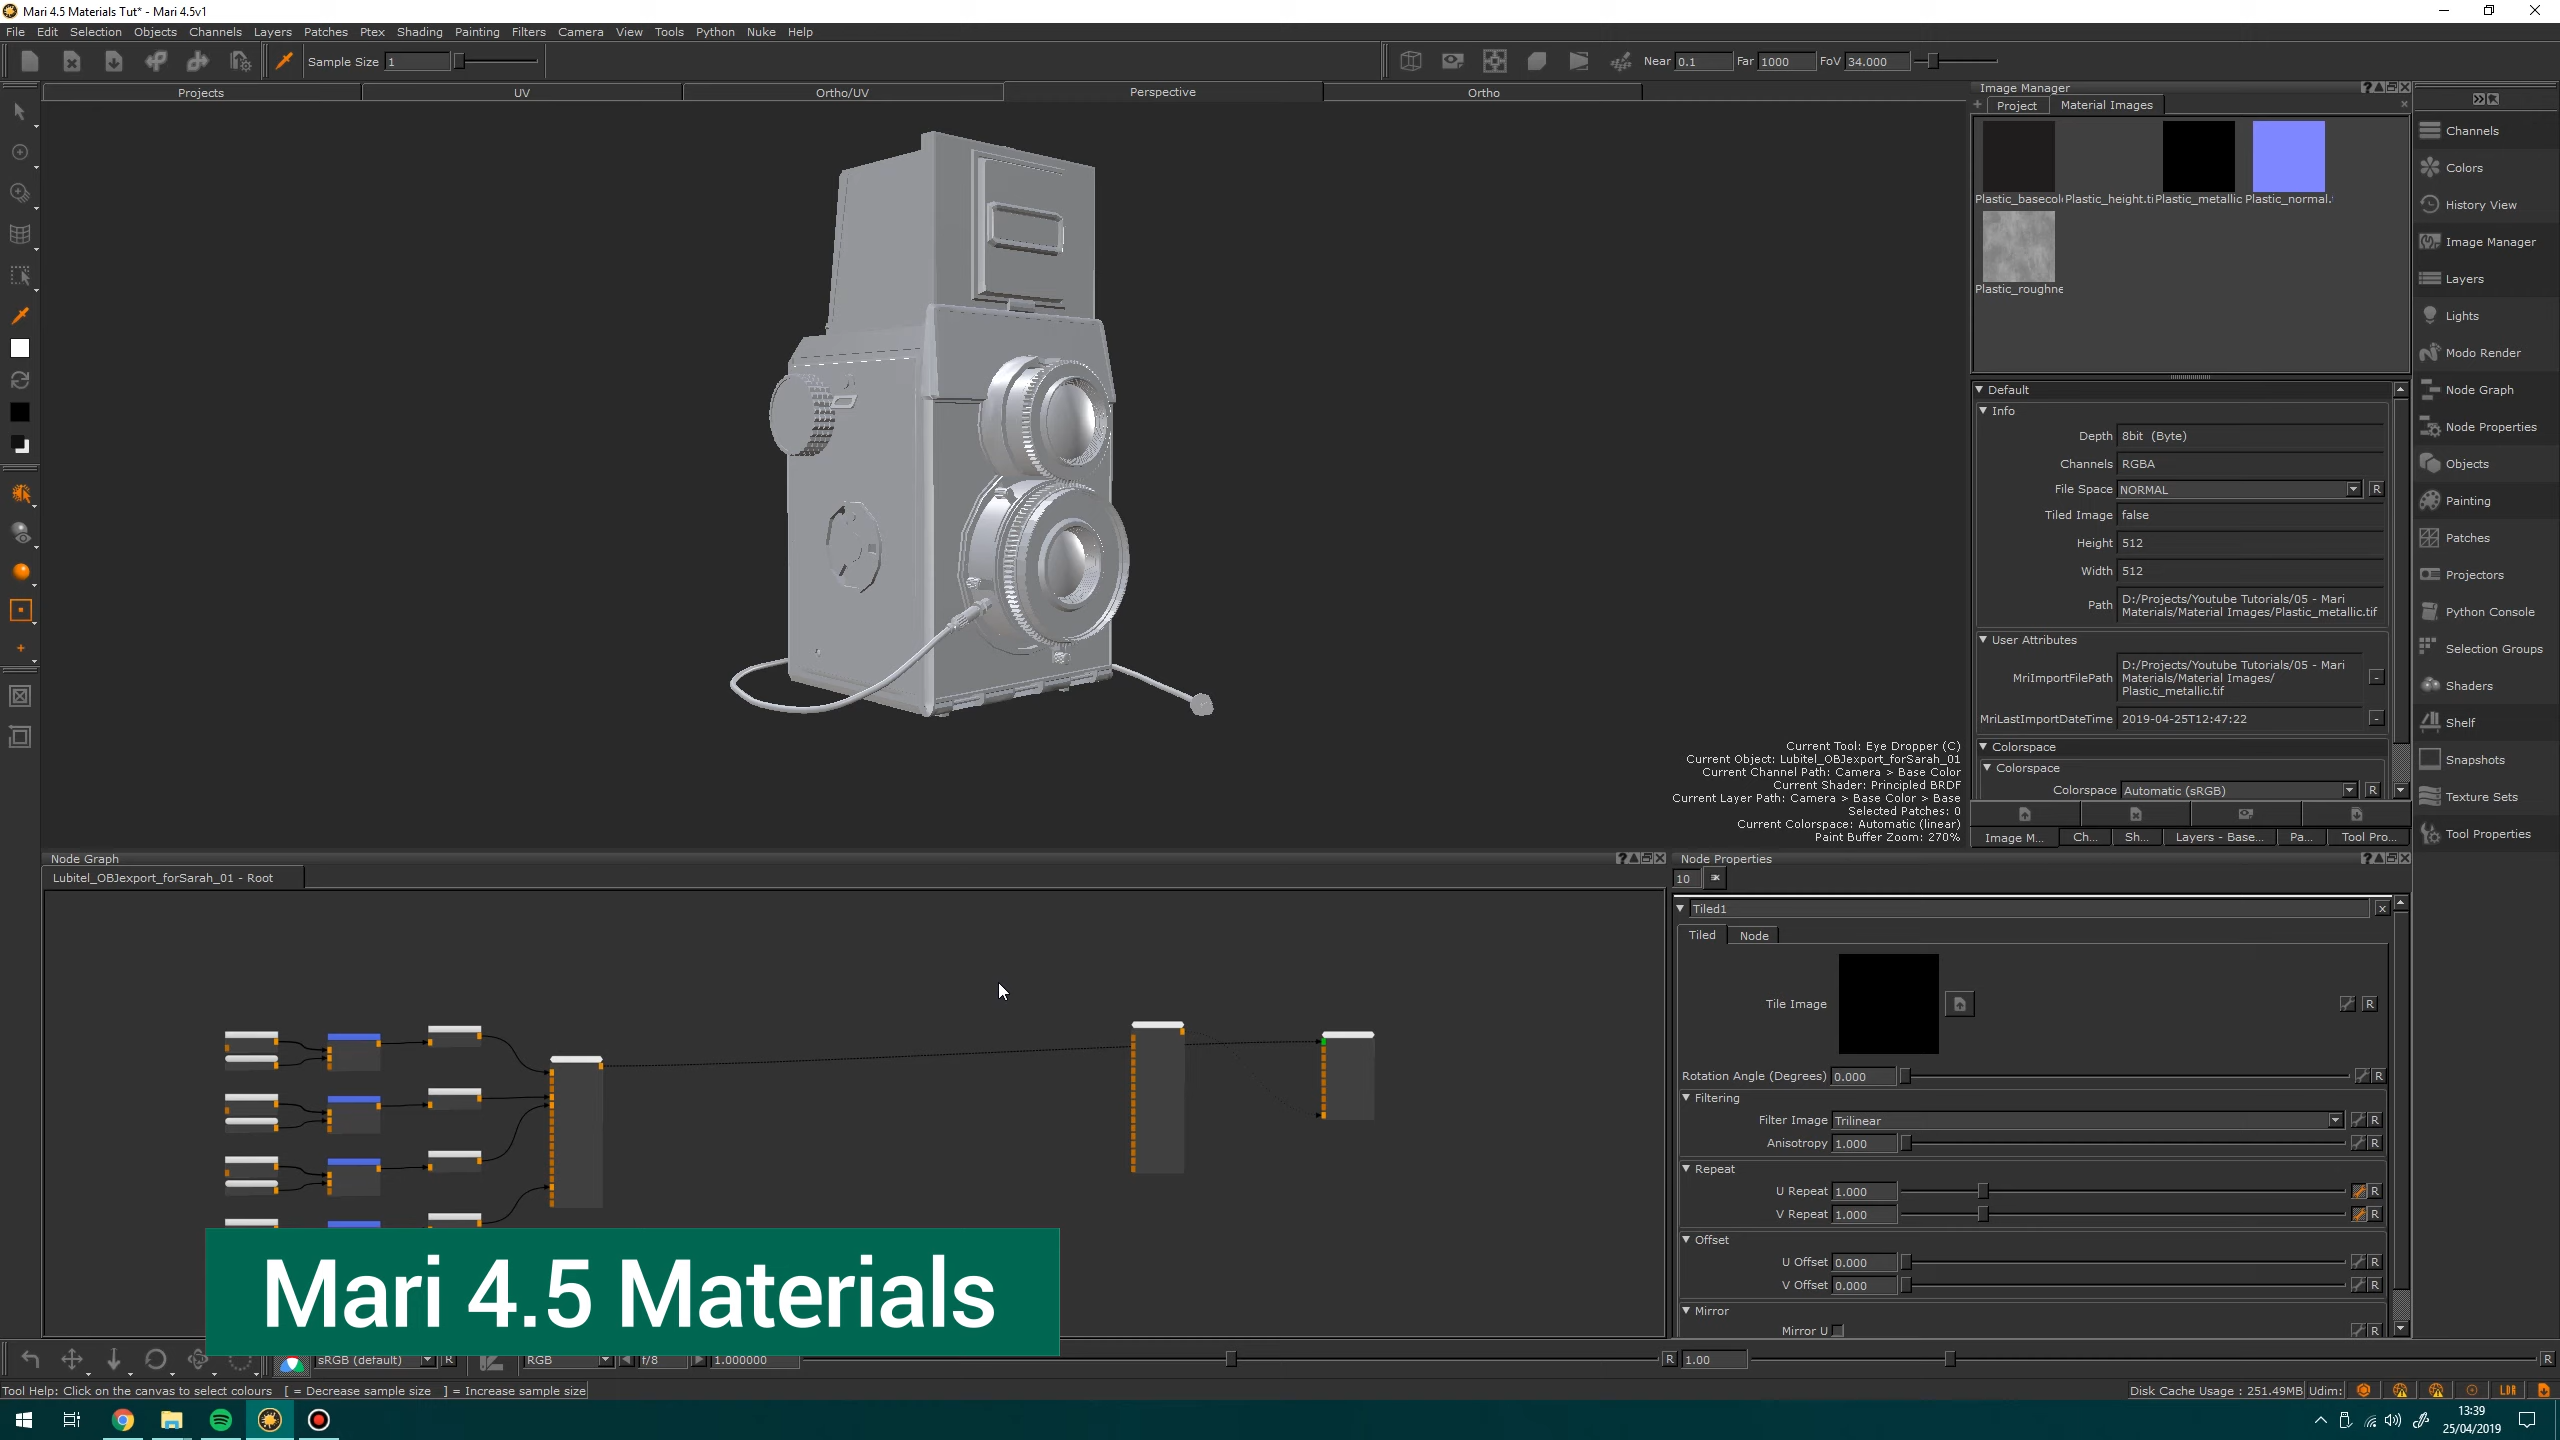 Mari 4.5 Materials Tut* - Mari 4.5v1
File Edit Selection Objects Channels Layers Patches Ptex Shading Painting Filters Camera View Tools Python Nuke Help
Sample Size 1
Near 0.1 Far 1000 FoV 34.000
Projects UV Ortho/UV Perspective Ortho
Image Manager
Project Material Images
Plastic_basecol Plastic_height.ti Plastic_metallic Plastic_normal.
Plastic_roughne
Default
Info
Depth 8bit (Byte)
Channels RGBA
File Space NORMAL R
Tiled Image false
Height 512
Width 512
Path D:/Projects/Youtube Tutorials/05 - Mari
Materials/Material Images/Plastic_metallic.tif
User Attributes
MriImportFilePath D:/Projects/Youtube Tutorials/05 - Mari
Materials/Material Images/
Plastic_metallic.tif
MriLastImportDateTime 2019-04-25T12:47:22
Colorspace
Colorspace
Colorspace Automatic (sRGB) R
Image M... Ch... Sh... Layers - Base... Pa... Tool Pro...
Channels
Colors
History View
Image Manager
Layers
Lights
Modo Render
Node Graph
Node Properties
Objects
Painting
Patches
Projectors
Python Console
Selection Groups
Shaders
Shelf
Snapshots
Texture Sets
Tool Properties
Current Tool: Eye Dropper (C)
Current Object: Lubitel_OBJexport_forSarah_01
Current Channel Path: Camera > Base Color
Current Shader: Principled BRDF
Current Layer Path: Camera > Base Color > Base
Selected Patches: 0
Current Colorspace: Automatic (linear)
Paint Buffer Zoom: 270%
Node Graph
Lubitel_OBJexport_forSarah_01 - Root
Node Properties
10
Tiled1
Tiled Node
Tile Image R
Rotation Angle (Degrees) 0.000 R
Filtering
Filter Image Trilinear R
Anisotropy 1.000 R
Repeat
U Repeat 1.000 R
V Repeat 1.000 R
Offset
U Offset 0.000 R
V Offset 0.000 R
Mirror
Mirror U R
Mari 4.5 Materials
sRGB (default) R RGB f/8 1.000000 R 1.00 R
Tool Help: Click on the canvas to select colours [ = Decrease sample size ] = Increase sample size
Disk Cache Usage : 251.49MB Udim: LDR
13:39
25/04/2019